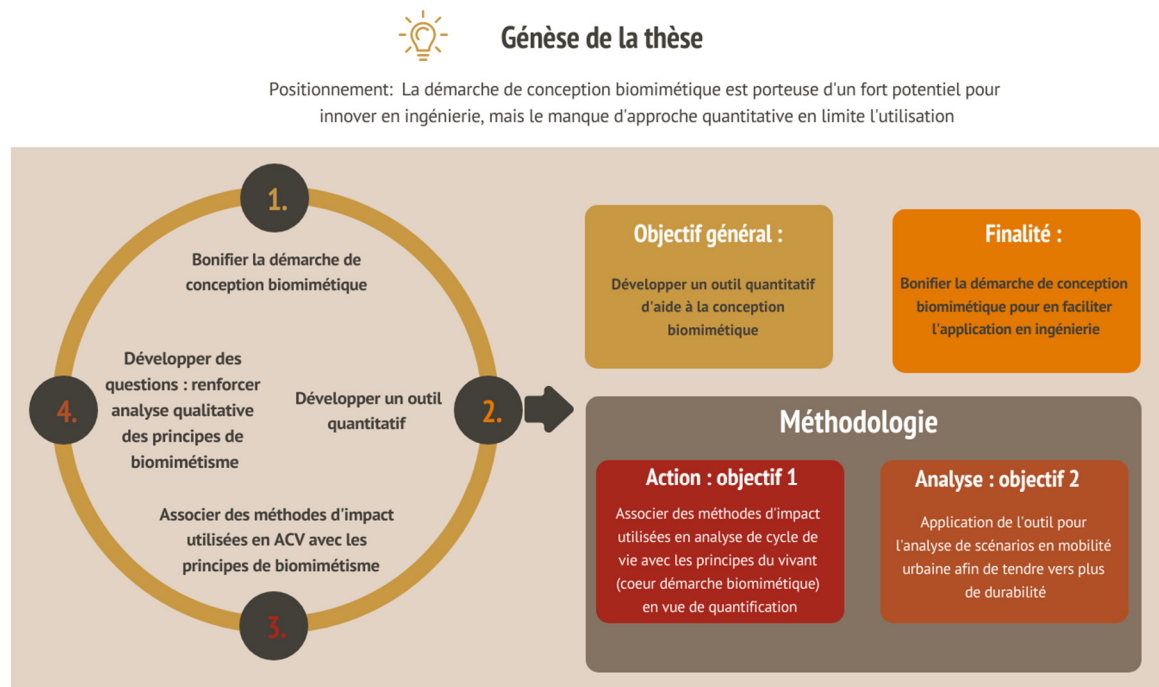 Génèse de la thèse
Positionnement: La démarche de conception biomimétique est porteuse d'un fort potentiel pour
innover en ingénierie, mais le manque d'approche quantitative en limite l'utilisation
1.
Bonifier la démarche de
conception biomimétique
2.
Développer un outil
quantitatif
3.
Associer des méthodes d'impact
utilisées en ACV avec les
principes de biomimétisme
4.
Développer des
questions : renforcer
analyse qualitative
des principes de
biomimétisme
Objectif général :
Développer un outil quantitatif
d'aide à la conception
biomimétique
Finalité :
Bonifier la démarche de conception
biomimétique pour en faciliter
l'application en ingénierie
Méthodologie
Action : objectif 1
Associer des méthodes d'impact
utilisées en analyse de cycle de
vie avec les principes du vivant
(coeur démarche biomimétique)
en vue de quantification
Analyse : objectif 2
Application de l'outil pour
l'analyse de scénarios en mobilité
urbaine afin de tendre vers plus
de durabilité